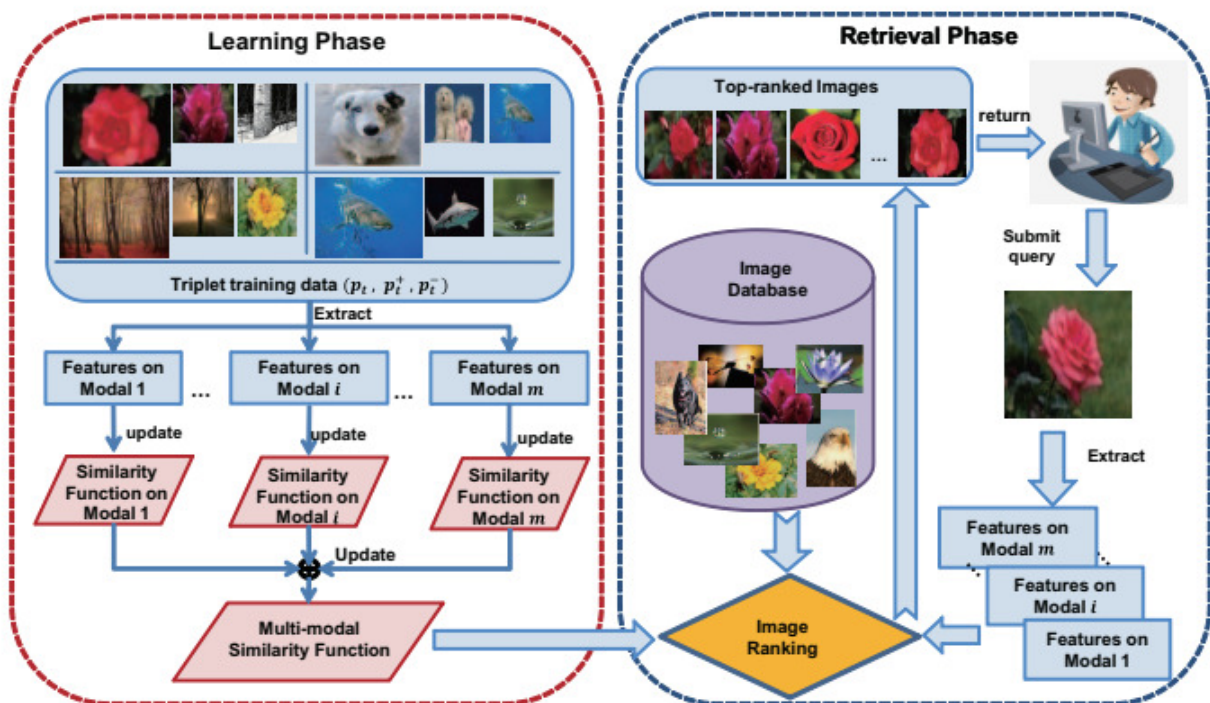 Learning Phase
Triplet training data (p_t, p_t^+, p_t^-)
Extract
Features on
Modal 1
...
Features on
Modal i
...
Features on
Modal m
update
update
update
Similarity
Function on
Modal 1
Similarity
Function on
Modal i
Similarity
Function on
Modal m
Update
Multi-modal
Similarity Function
Retrieval Phase
Top-ranked Images
...
return
Submit
query
Image
Database
Extract
Features on
Modal m
Features on
Modal i
Features on
Modal 1
Image
Ranking